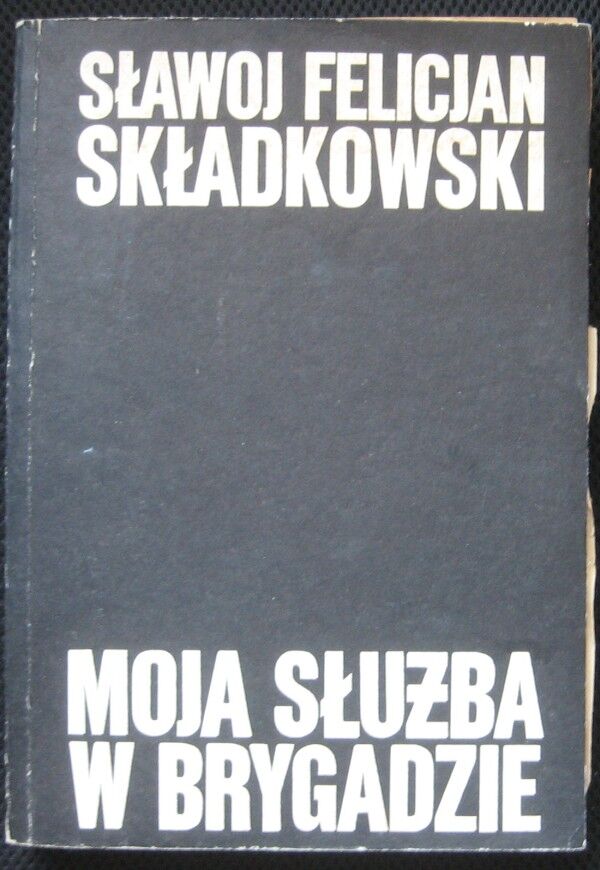 SŁAWOJ FELICJAN
SKŁADKOWSKI
MOJA SŁUŻBA
W BRYGADZIE